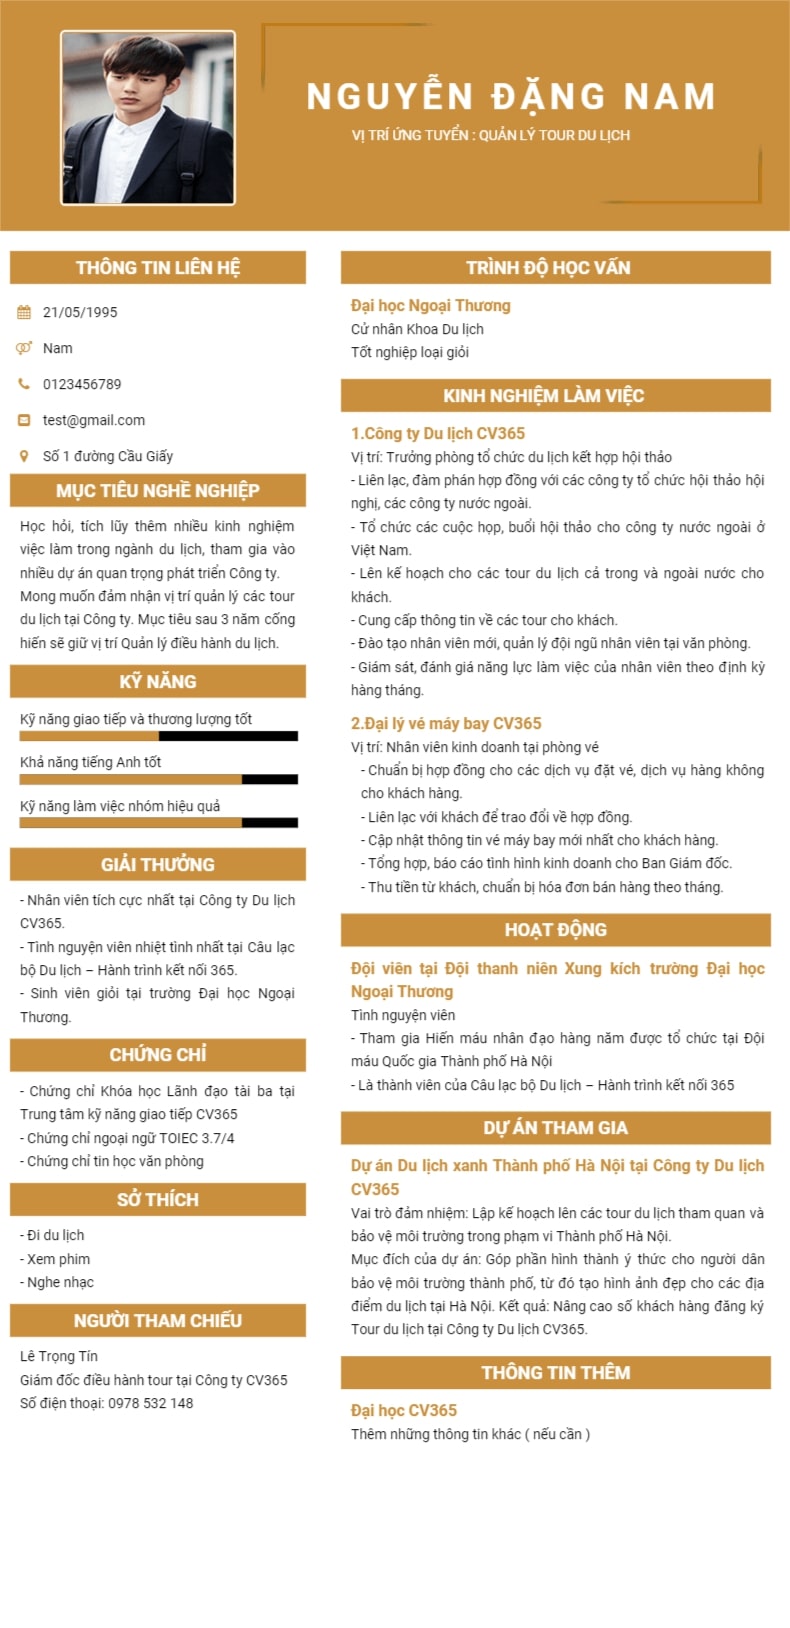 NGUYỄN ĐẶNG NAM
VỊ TRÍ ỨNG TUYỂN : QUẢN LÝ TOUR DU LỊCH
THÔNG TIN LIÊN HỆ
21/05/1995
Nam
0123456789
test@gmail.com
Số 1 đường Cầu Giấy
MỤC TIÊU NGHỀ NGHIỆP
Học hỏi, tích lũy thêm nhiều kinh nghiệm
việc làm trong ngành du lịch, tham gia vào
nhiều dự án quan trọng phát triển Công ty.
Mong muốn đảm nhận vị trí quản lý các tour
du lịch tại Công ty. Mục tiêu sau 3 năm cống
hiến sẽ giữ vị trí Quản lý điều hành du lịch.
KỸ NĂNG
Kỹ năng giao tiếp và thương lượng tốt
Khả năng tiếng Anh tốt
Kỹ năng làm việc nhóm hiệu quả
GIẢI THƯỞNG
- Nhân viên tích cực nhất tại Công ty Du lịch
CV365.
- Tình nguyện viên nhiệt tình nhất tại Câu lạc
bộ Du lịch – Hành trình kết nối 365.
- Sinh viên giỏi tại trường Đại học Ngoại
Thương.
CHỨNG CHỈ
- Chứng chỉ Khóa học Lãnh đạo tài ba tại
Trung tâm kỹ năng giao tiếp CV365
- Chứng chỉ ngoại ngữ TOIEC 3.7/4
- Chứng chỉ tin học văn phòng
SỞ THÍCH
- Đi du lịch
- Xem phim
- Nghe nhạc
NGƯỜI THAM CHIẾU
Lê Trọng Tín
Giám đốc điều hành tour tại Công ty CV365
Số điện thoại: 0978 532 148
TRÌNH ĐỘ HỌC VẤN
Đại học Ngoại Thương
Cử nhân Khoa Du lịch
Tốt nghiệp loại giỏi
KINH NGHIỆM LÀM VIỆC
1.Công ty Du lịch CV365
Vị trí: Trưởng phòng tổ chức du lịch kết hợp hội thảo
- Liên lạc, đàm phán hợp đồng với các công ty tổ chức hội thảo hội
nghị, các công ty nước ngoài.
- Tổ chức các cuộc họp, buổi hội thảo cho công ty nước ngoài ở
Việt Nam.
- Lên kế hoạch cho các tour du lịch cả trong và ngoài nước cho
khách.
- Cung cấp thông tin về các tour cho khách.
- Đào tạo nhân viên mới, quản lý đội ngũ nhân viên tại văn phòng.
- Giám sát, đánh giá năng lực làm việc của nhân viên theo định kỳ
hàng tháng.
2.Đại lý vé máy bay CV365
Vị trí: Nhân viên kinh doanh tại phòng vé
- Chuẩn bị hợp đồng cho các dịch vụ đặt vé, dịch vụ hàng không
cho khách hàng.
- Liên lạc với khách để trao đổi về hợp đồng.
- Cập nhật thông tin vé máy bay mới nhất cho khách hàng.
- Tổng hợp, báo cáo tình hình kinh doanh cho Ban Giám đốc.
- Thu tiền từ khách, chuẩn bị hóa đơn bán hàng theo tháng.
HOẠT ĐỘNG
Đội viên tại Đội thanh niên Xung kích trường Đại học
Ngoại Thương
Tình nguyện viên
- Tham gia Hiến máu nhân đạo hàng năm được tổ chức tại Đội
máu Quốc gia Thành phố Hà Nội
- Là thành viên của Câu lạc bộ Du lịch – Hành trình kết nối 365
DỰ ÁN THAM GIA
Dự án Du lịch xanh Thành phố Hà Nội tại Công ty Du lịch
CV365
Vai trò đảm nhiệm: Lập kế hoạch lên các tour du lịch tham quan và
bảo vệ môi trường trong phạm vi Thành phố Hà Nội.
Mục đích của dự án: Góp phần hình thành ý thức cho người dân
bảo vệ môi trường thành phố, từ đó tạo hình ảnh đẹp cho các địa
điểm du lịch tại Hà Nội. Kết quả: Nâng cao số khách hàng đăng ký
Tour du lịch tại Công ty Du lịch CV365.
THÔNG TIN THÊM
Đại học CV365
Thêm những thông tin khác ( nếu cần )